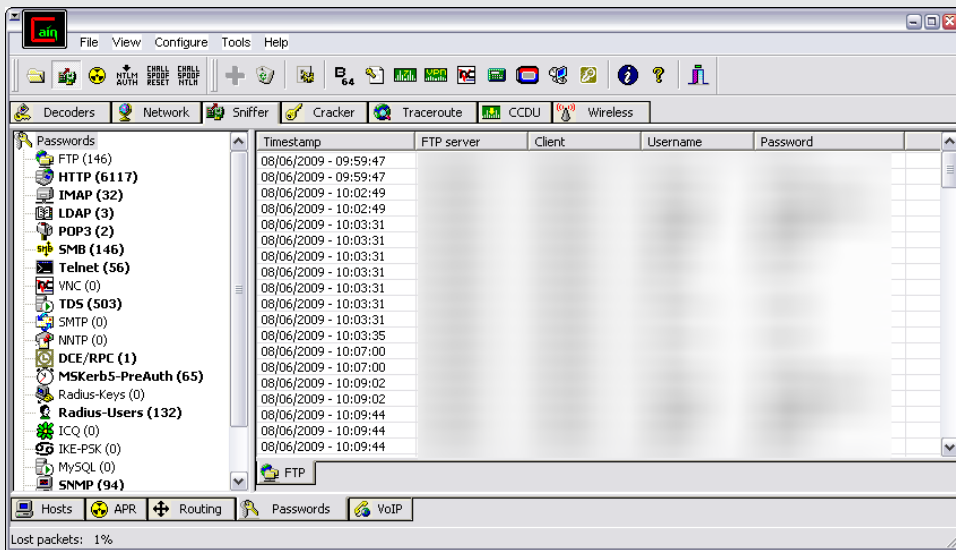 Cain
File View Configure Tools Help
NTLM AUTH CHALL SPOOF RESET CHALL SPOOF NTLM B64
Decoders Network Sniffer Cracker Traceroute CCDU Wireless
Passwords
FTP (146)
HTTP (6117)
IMAP (32)
LDAP (3)
POP3 (2)
SMB (146)
Telnet (56)
VNC (0)
TDS (503)
SMTP (0)
NNTP (0)
DCE/RPC (1)
MSKerb5-PreAuth (65)
Radius-Keys (0)
Radius-Users (132)
ICQ (0)
IKE-PSK (0)
MySQL (0)
SNMP (94)
Timestamp FTP server Client Username Password
08/06/2009 - 09:59:47
08/06/2009 - 09:59:47
08/06/2009 - 10:02:49
08/06/2009 - 10:02:49
08/06/2009 - 10:03:31
08/06/2009 - 10:03:31
08/06/2009 - 10:03:31
08/06/2009 - 10:03:31
08/06/2009 - 10:03:31
08/06/2009 - 10:03:31
08/06/2009 - 10:03:31
08/06/2009 - 10:03:35
08/06/2009 - 10:07:00
08/06/2009 - 10:07:00
08/06/2009 - 10:09:02
08/06/2009 - 10:09:02
08/06/2009 - 10:09:44
08/06/2009 - 10:09:44
08/06/2009 - 10:09:44
FTP
Hosts APR Routing Passwords VoIP
Lost packets: 1%